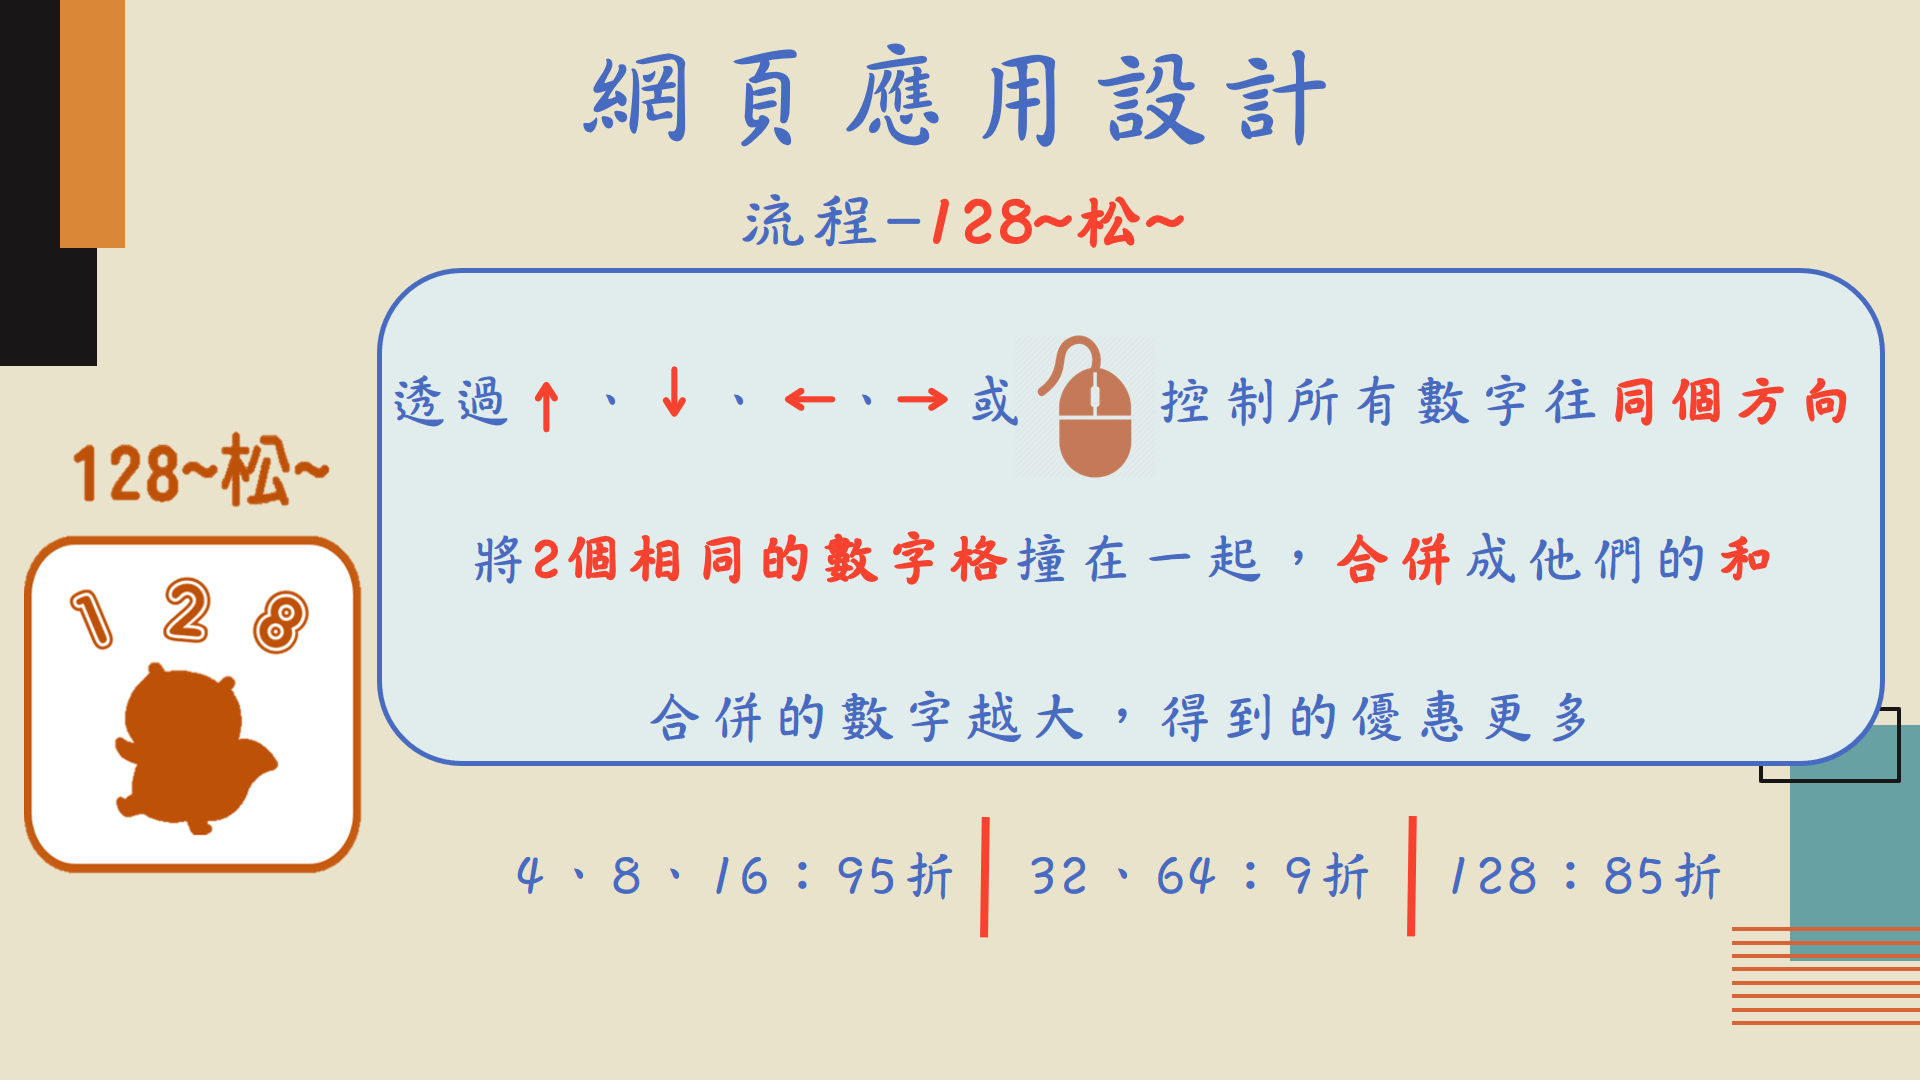 網頁應用設計
流程-128~松~
透過↑、↓、←、→或控制所有數字往同個方向
128~松~
將2個相同的數字格撞在一起，合併成他們的和
1 2 8
合併的數字越大，得到的優惠更多
4、8、16：95折
32、64：9折
128：85折